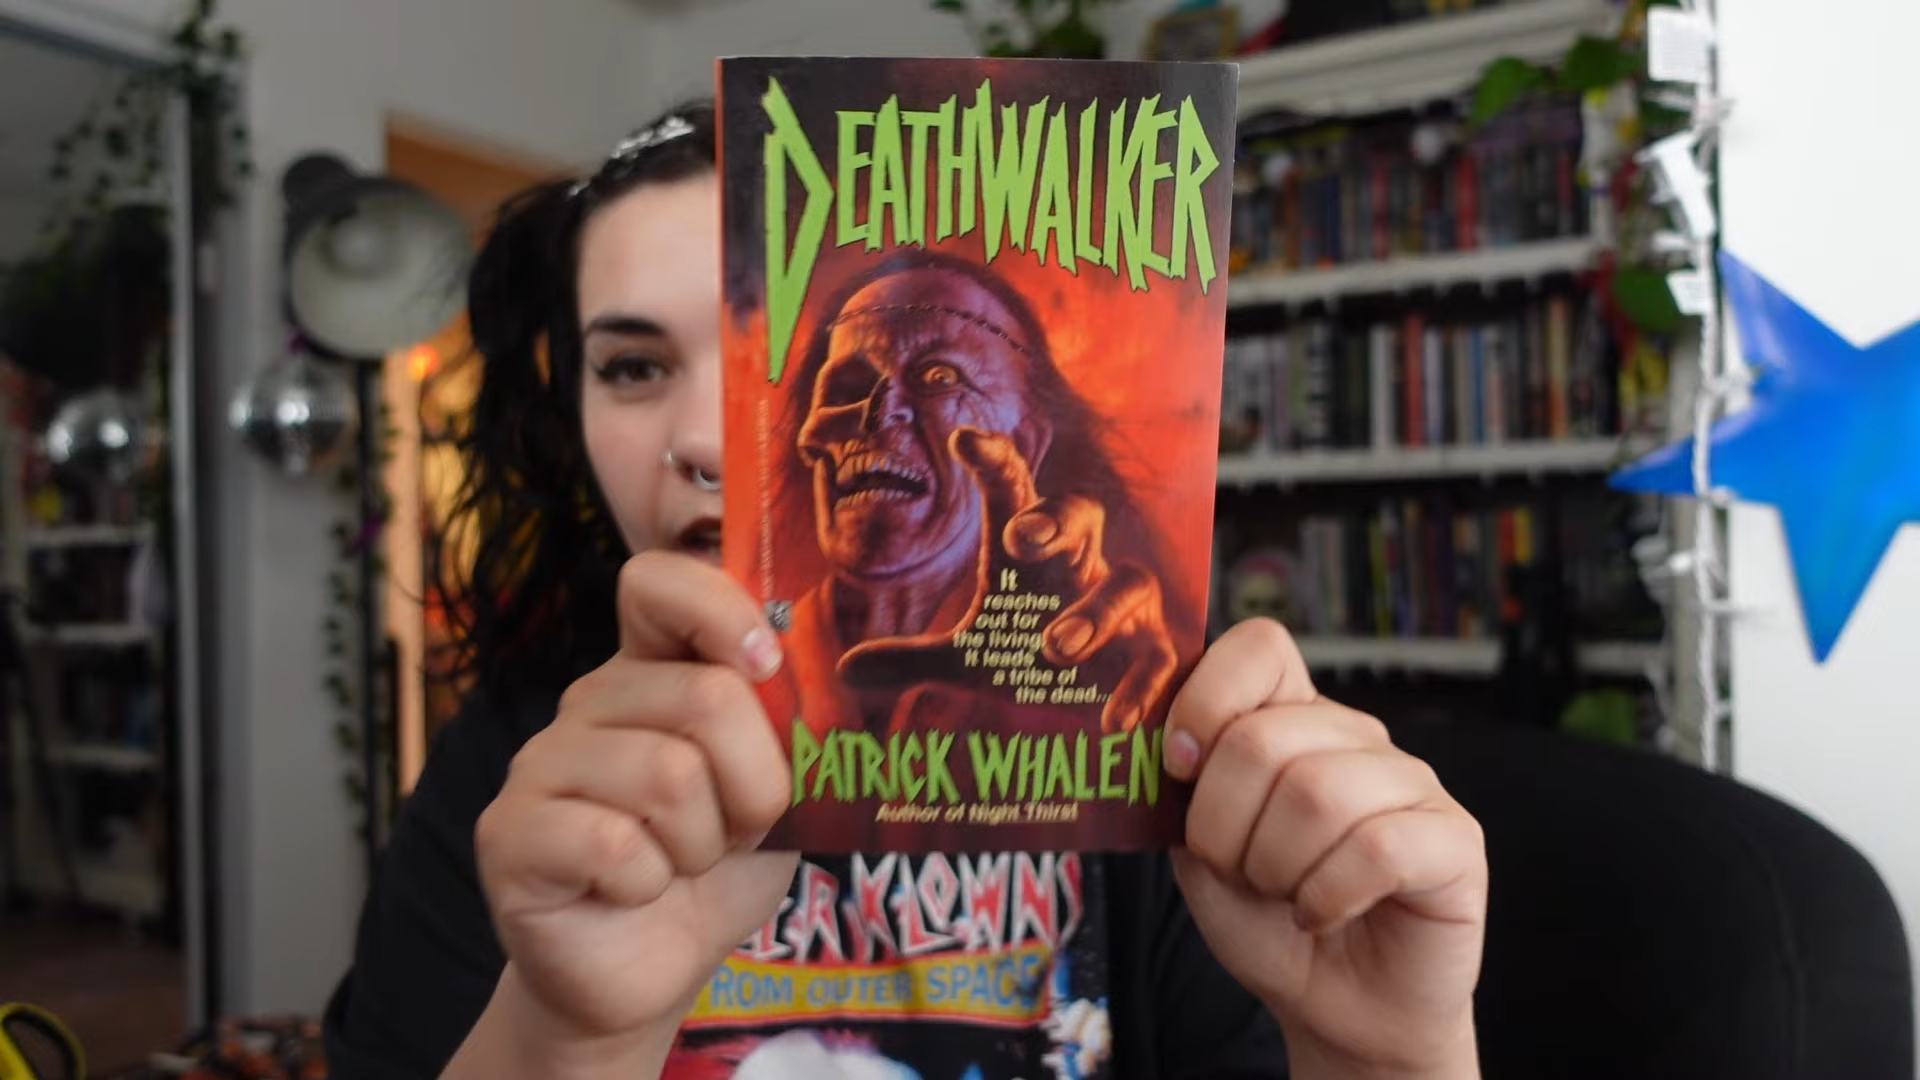 DEATHWALKER
It
reaches
out for
the living.
It leads
a tribe of
the dead...
PATRICK WHALEN
Author of Night Thirst
KLOWNS
OUTER SPACE